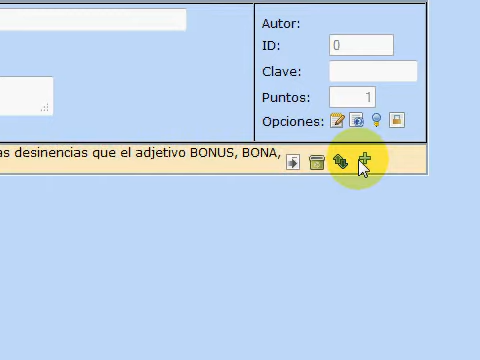 Autor:
ID: 0
Clave:
Puntos: 1
Opciones:
as desinencias que el adjetivo BONUS, BONA,